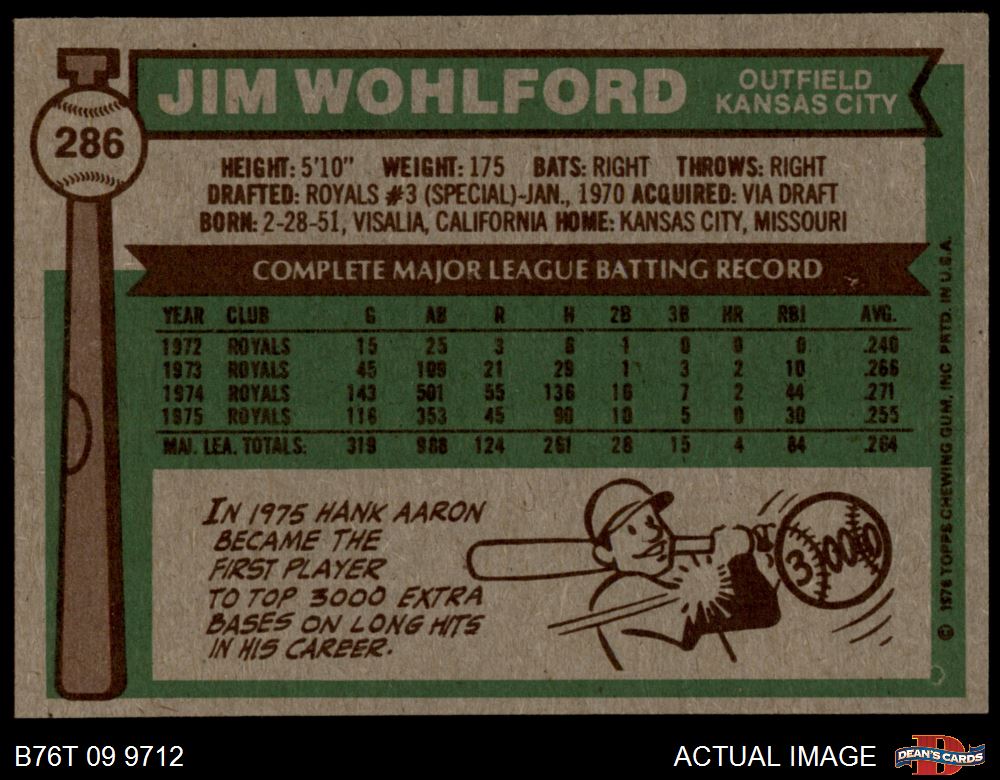 286
JIM WOHLFORD
OUTFIELD
KANSAS CITY
HEIGHT: 5'10" WEIGHT: 175 BATS: RIGHT THROWS: RIGHT
DRAFTED: ROYALS #3 (SPECIAL)-JAN., 1970 ACQUIRED: VIA DRAFT
BORN: 2-28-51, VISALIA, CALIFORNIA HOME: KANSAS CITY, MISSOURI
COMPLETE MAJOR LEAGUE BATTING RECORD
YEAR CLUB G AB R H 2B 3B HR RBI AVG.
1972 ROYALS 15 25 3 6 1 0 0 0 .240
1973 ROYALS 45 109 21 29 1 3 2 10 .266
1974 ROYALS 143 501 55 136 16 7 2 44 .271
1975 ROYALS 116 353 45 90 10 5 0 30 .255
MAJ. LEA. TOTALS: 319 988 124 261 28 15 4 84 .264
IN 1975 HANK AARON
BECAME THE
FIRST PLAYER
TO TOP 3000 EXTRA
BASES ON LONG HITS
IN HIS CAREER.
3000
© 1976 TOPPS CHEWING GUM, INC PRTD. IN U.S.A.
B76T 09 9712
ACTUAL IMAGE
D
DEAN'S CARDS